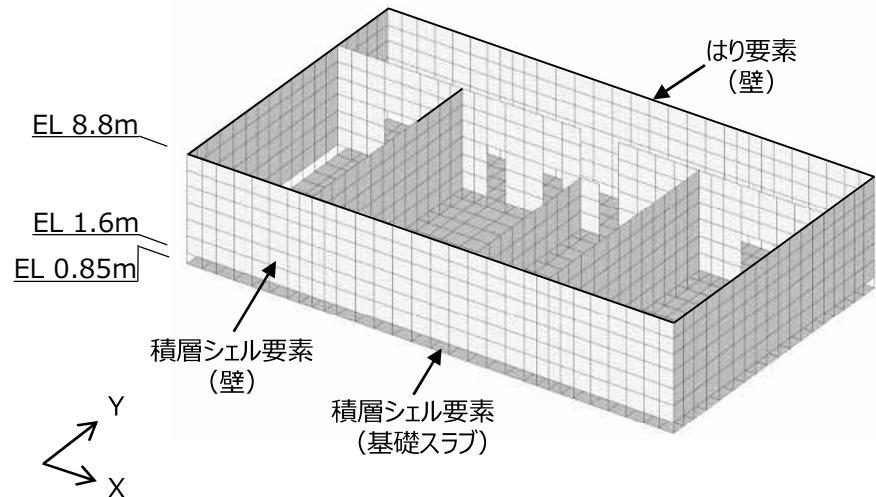 はり要素
(壁)
EL 8.8m
EL 1.6m
EL 0.85m
積層シェル要素
(壁)
積層シェル要素
(基礎スラブ)
Y
X